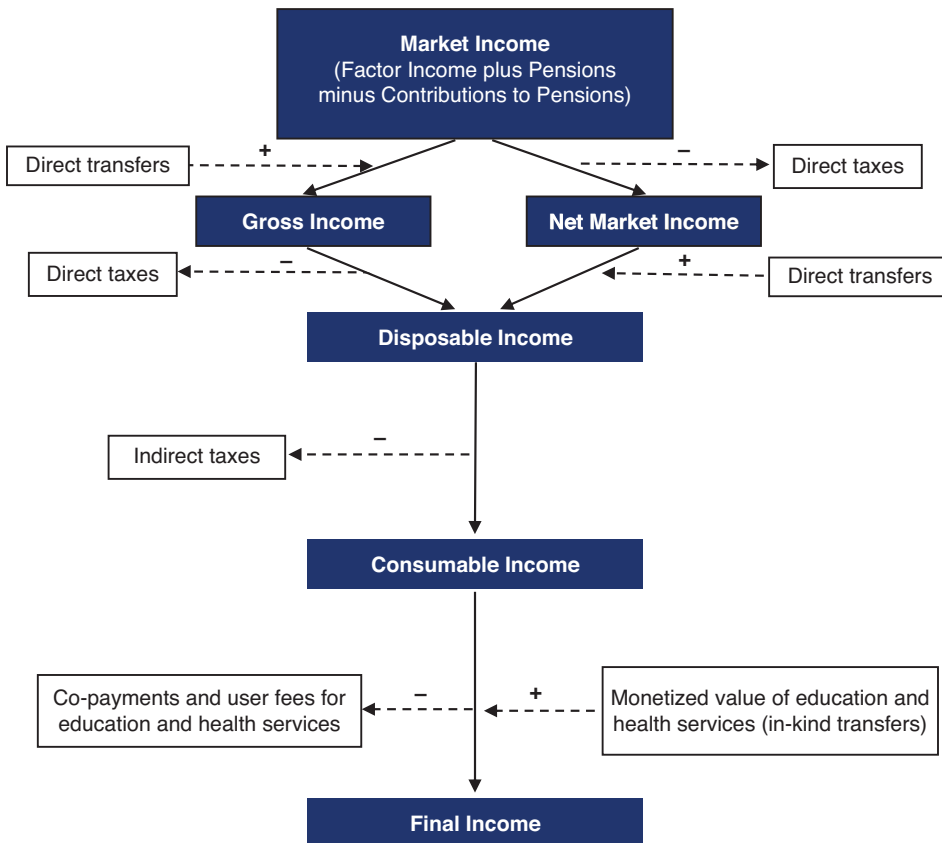 Market Income
(Factor Income plus Pensions
minus Contributions to Pensions)
+
–
Direct transfers
Direct taxes
Gross Income
Net Market Income
–
+
Direct taxes
Direct transfers
Disposable Income
–
Indirect taxes
Consumable Income
Co-payments and user fees for
education and health services
–
+
Monetized value of education and
health services (in-kind transfers)
Final Income